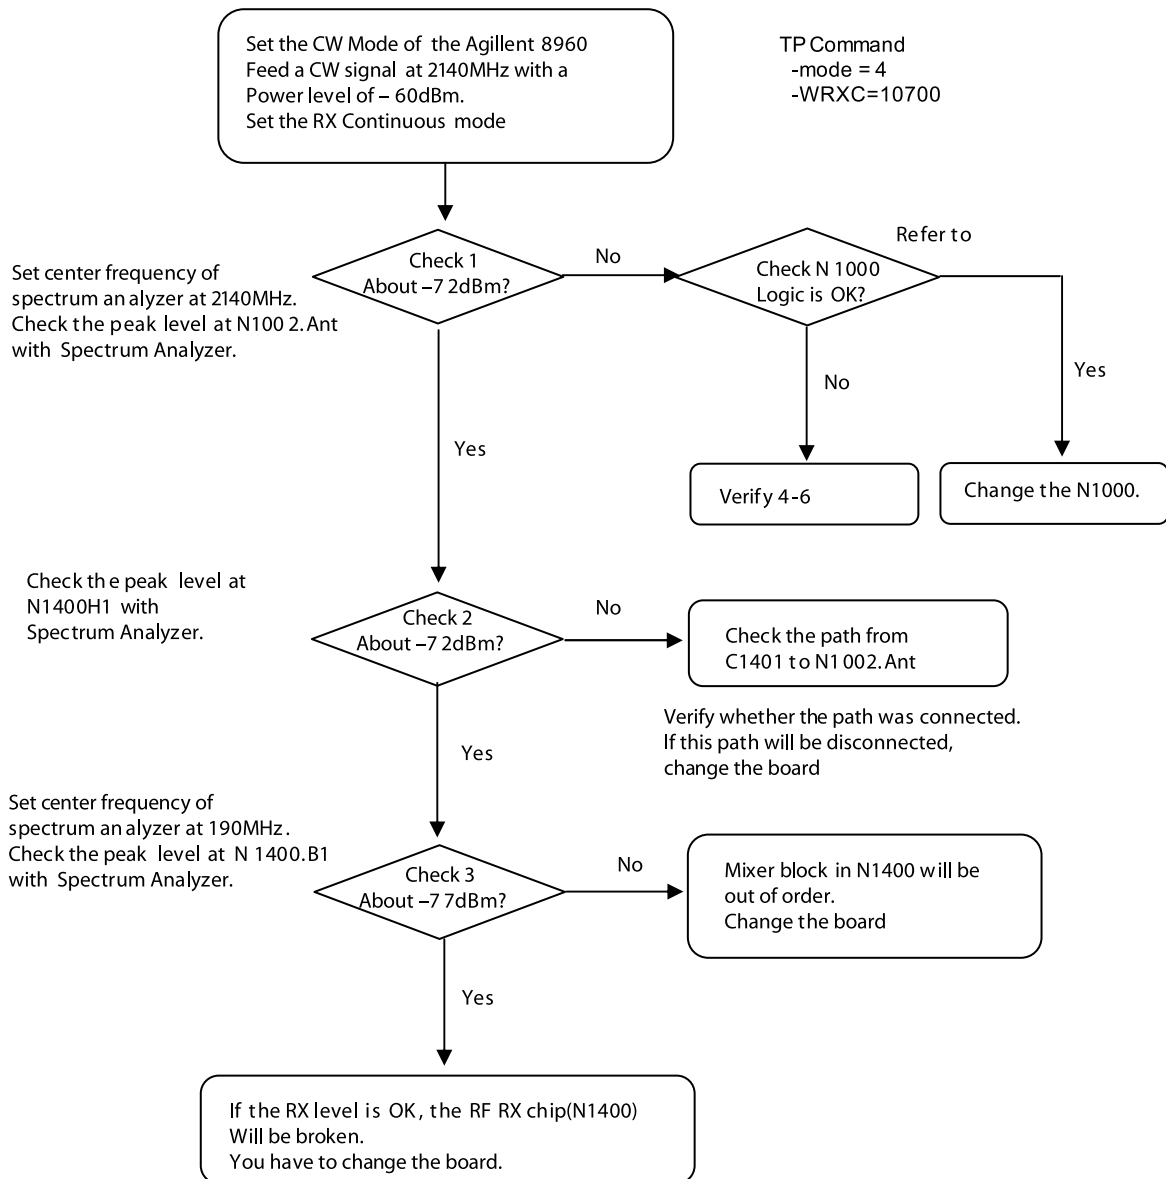 Set the CW Mode of the Agillent 8960
Feed a CW signal at 2140MHz with a
Power level of – 60dBm.
Set the RX Continuous mode
TP Command
-mode = 4
-WRXC=10700
Set center frequency of
spectrum analyzer at 2140MHz.
Check the peak level at N1002.Ant
with Spectrum Analyzer.
Check 1
About –72dBm?
No
Check N1000
Logic is OK?
Refer to
No
Yes
Yes
Verify 4-6
Change the N1000.
Check the peak level at
N1400H1 with
Spectrum Analyzer.
Check 2
About –72dBm?
No
Check the path from
C1401 to N1002.Ant
Verify whether the path was connected.
If this path will be disconnected,
change the board
Yes
Set center frequency of
spectrum analyzer at 190MHz.
Check the peak level at N1400.B1
with Spectrum Analyzer.
Check 3
About –77dBm?
No
Mixer block in N1400 will be
out of order.
Change the board
Yes
If the RX level is OK, the RF RX chip(N1400)
Will be broken.
You have to change the board.